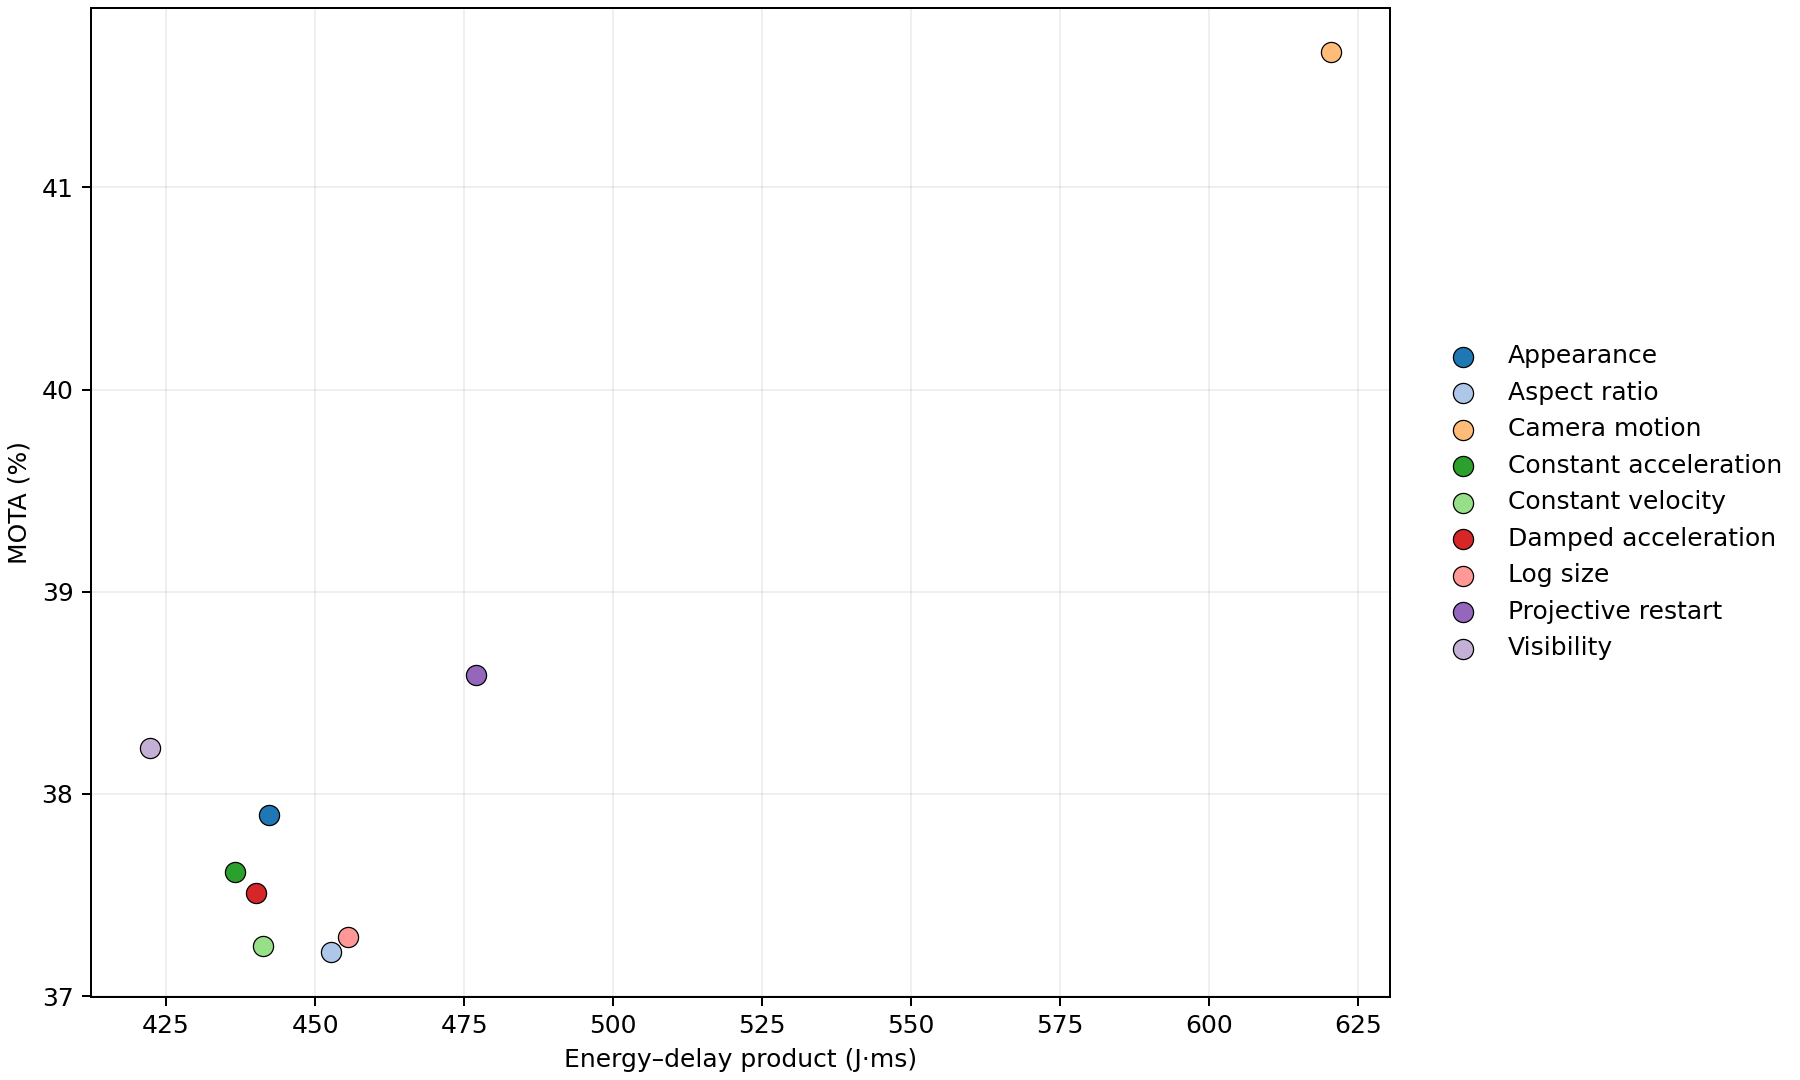 41
40
39
38
37
MOTA (%)
425 450 475 500 525 550 575 600 625
Energy–delay product (J·ms)
Appearance
Aspect ratio
Camera motion
Constant acceleration
Constant velocity
Damped acceleration
Log size
Projective restart
Visibility